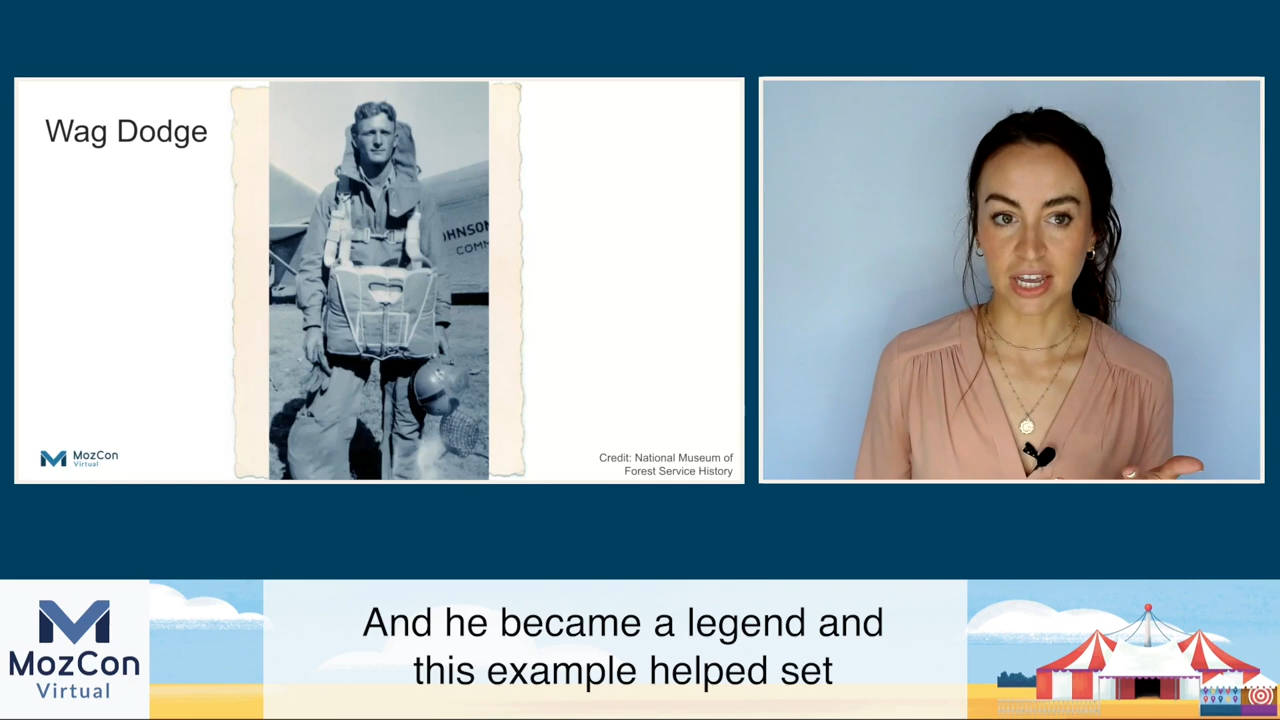 Wag Dodge
JOHNSON
COMM
MozCon
Virtual
Credit: National Museum of
Forest Service History
MozCon
Virtual
And he became a legend and
this example helped set